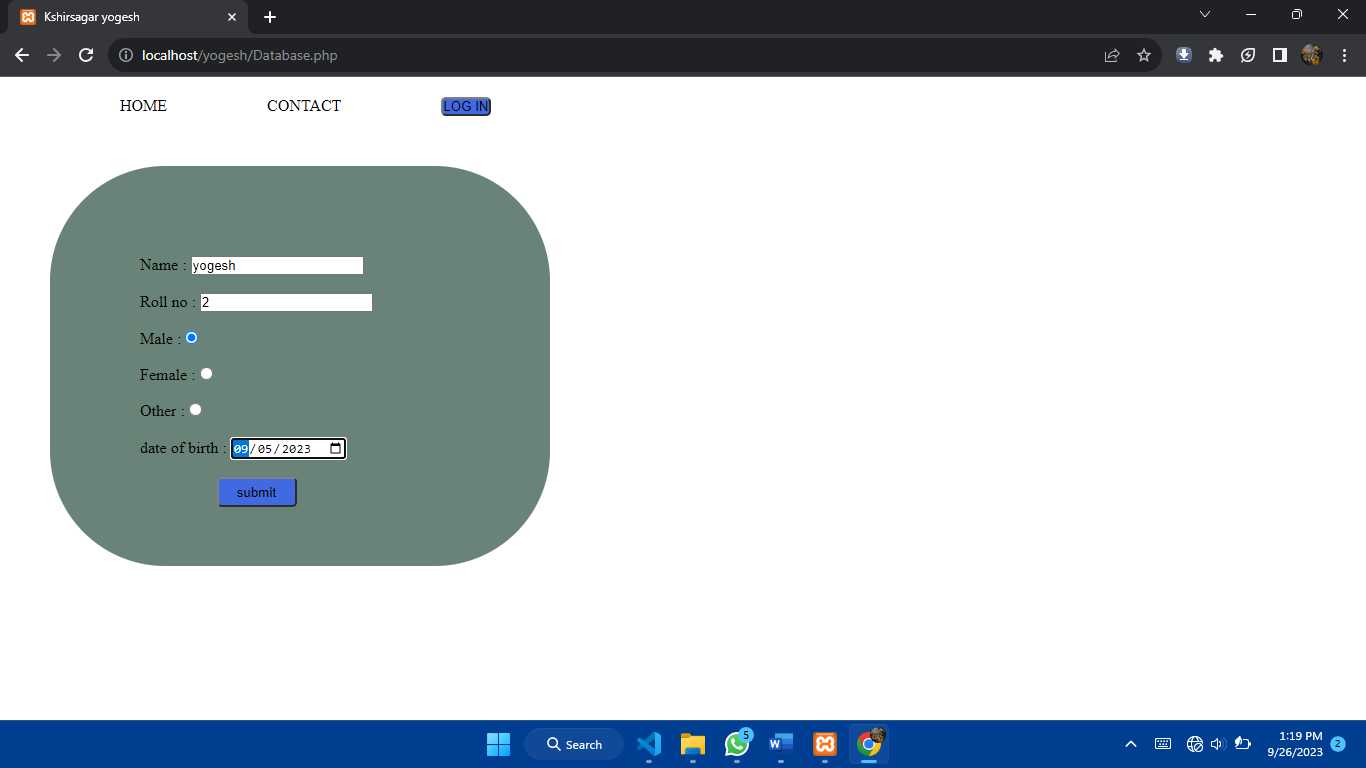 Kshirsagar yogesh
localhost/yogesh/Database.php
HOME CONTACT LOG IN
Name : yogesh
Roll no : 2
Male :
Female :
Other :
date of birth : 09/05/2023
submit
Search
5
W
1:19 PM
9/26/2023
2